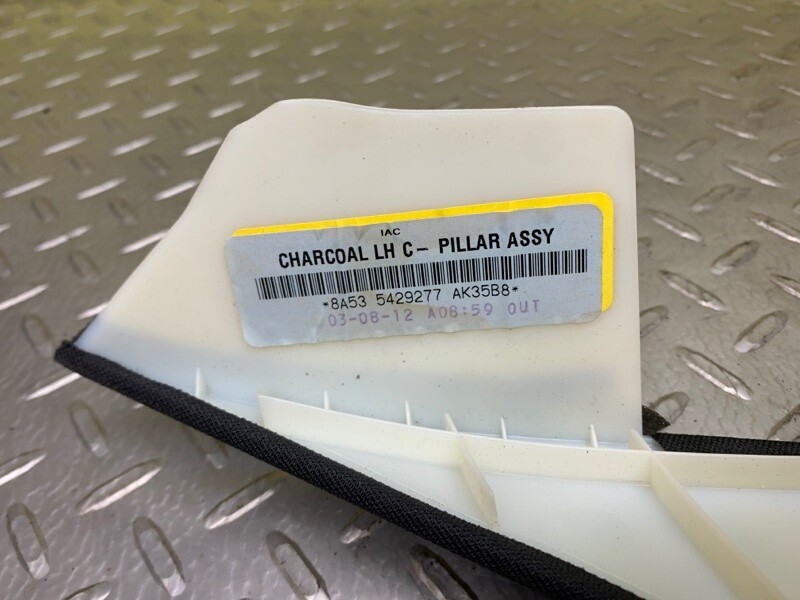 IAC
CHARCOAL LH C- PILLAR ASSY
*8A53 5429277 AK35B8*
03-08-12 A08:59 OUT